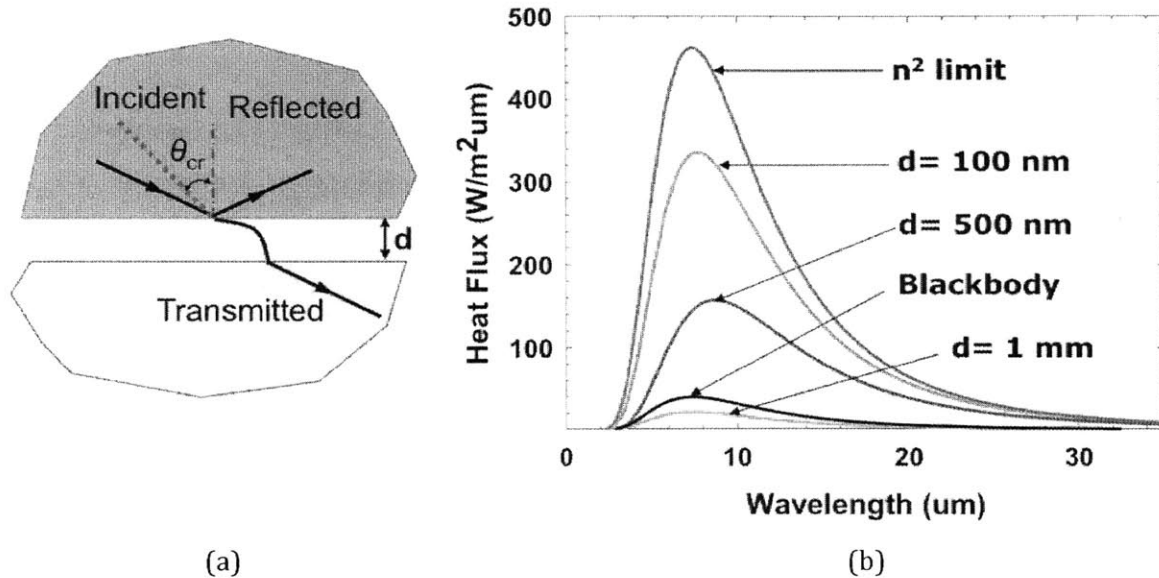 Incident
Reflected
θcr
d
Transmitted
(a)
500
400
300
200
100
Heat Flux (W/m²um)
n² limit
d= 100 nm
d= 500 nm
Blackbody
d= 1 mm
0
10
20
30
Wavelength (um)
(b)